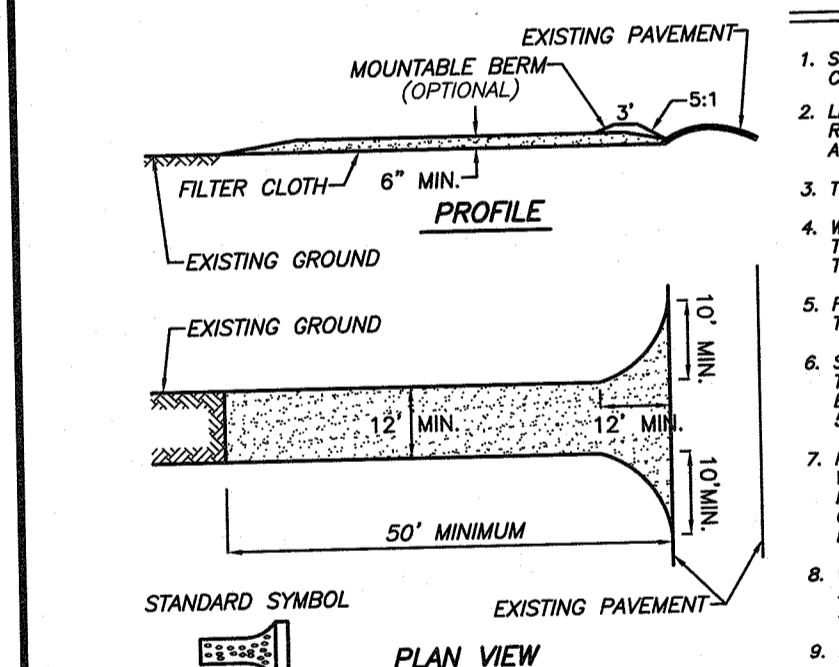 EXISTING PAVEMENT
MOUNTABLE BERM
(OPTIONAL)
3'
5:1
FILTER CLOTH
6" MIN.
PROFILE
EXISTING GROUND
EXISTING GROUND
10' MIN.
12' MIN.
12' MIN.
10'MIN.
50' MINIMUM
STANDARD SYMBOL
EXISTING PAVEMENT
PLAN VIEW
1. S
2. L
R
A
3. T
4. W
T
T
5. F
T
6. S
T
5
7.
8.
9.